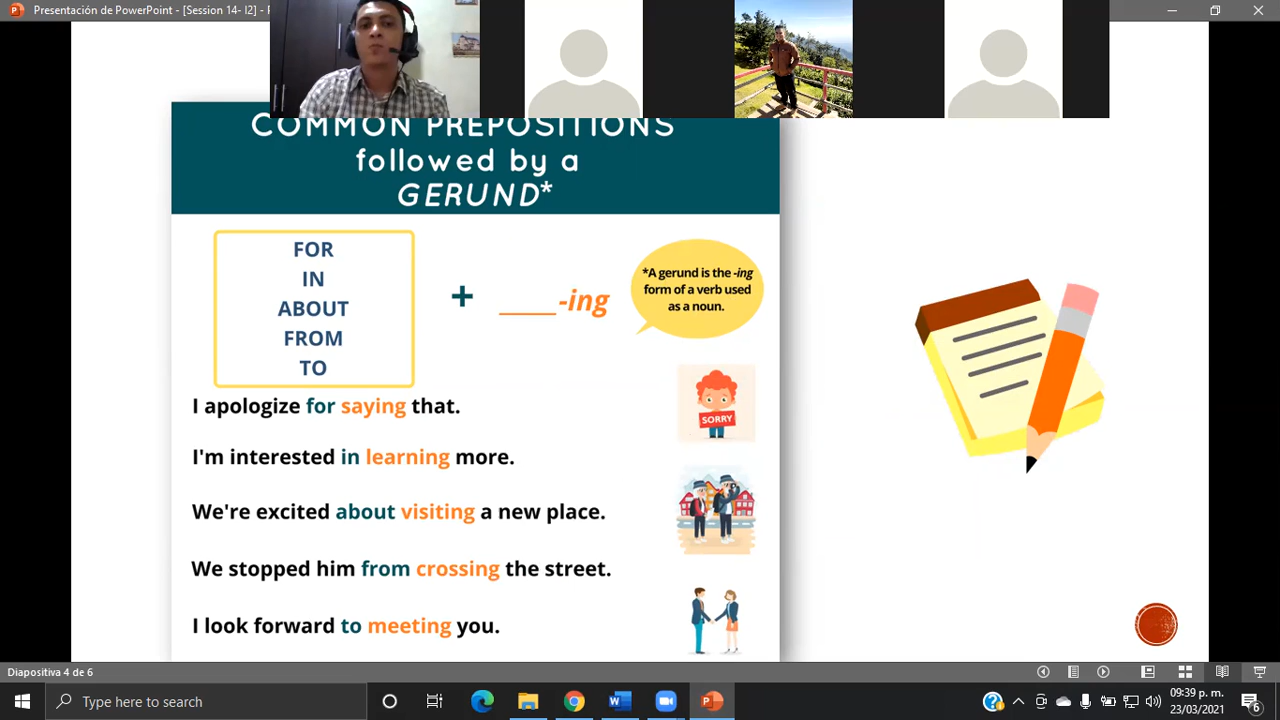 Presentación de PowerPoint - [Session 14- I2] - P
COMMON PREPOSITIONS
followed by a
GERUND*
FOR
IN
ABOUT
FROM
TO
+ ____-ing
*A gerund is the -ing
form of a verb used
as a noun.
I apologize for saying that.
SORRY
I'm interested in learning more.
We're excited about visiting a new place.
We stopped him from crossing the street.
I look forward to meeting you.
Diapositiva 4 de 6
Type here to search
09:39 p. m.
23/03/2021
6